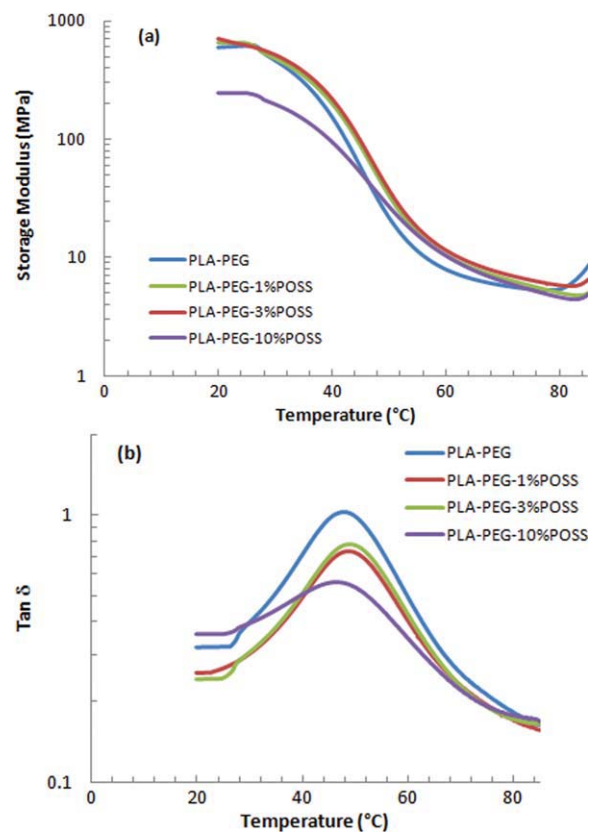 (a)
1000
100
10
1
Storage Modulus (MPa)
PLA-PEG
PLA-PEG-1%POSS
PLA-PEG-3%POSS
PLA-PEG-10%POSS
0 20 40 60 80
Temperature (°C)
(b)
1
0.1
Tan δ
PLA-PEG
PLA-PEG-1%POSS
PLA-PEG-3%POSS
PLA-PEG-10%POSS
0 20 40 60 80
Temperature (°C)